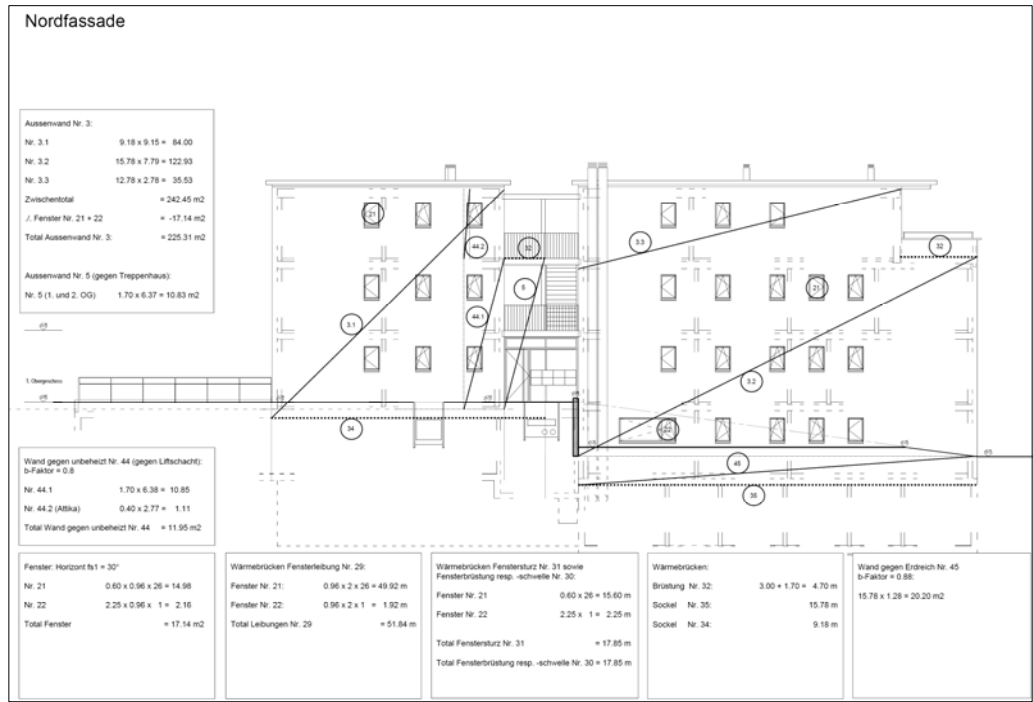 Nordfassade
Aussenwand Nr. 3:
Nr. 3.1 9.18 x 9.15 = 84.00
Nr. 3.2 15.78 x 7.79 = 122.93
Nr. 3.3 12.78 x 2.78 = 35.53
Zwischentotal = 242.45 m2
./. Fenster Nr. 21 + 22 = -17.14 m2
Total Aussenwand Nr. 3: = 225.31 m2
Aussenwand Nr. 5 (gegen Treppenhaus):
Nr. 5 (1. und 2. OG) 1.70 x 6.37 = 10.83 m2
21
44.2
32
3.3
32
5
21
3.1
44.1
1. Obergeschoss
3.2
34
22
45
35
Wand gegen unbeheizt Nr. 44 (gegen Liftschacht):
b-Faktor = 0.8
Nr. 44.1 1.70 x 6.38 = 10.85
Nr. 44.2 (Attika) 0.40 x 2.77 = 1.11
Total Wand gegen unbeheizt Nr. 44 = 11.95 m2
Fenster: Horizont fs1 = 30°
Nr. 21 0.60 x 0.96 x 26 = 14.98
Nr. 22 2.25 x 0.96 x 1 = 2.16
Total Fenster = 17.14 m2
Wärmebrücken Fensterleibung Nr. 29:
Fenster Nr. 21: 0.96 x 2 x 26 = 49.92 m
Fenster Nr. 22: 0.96 x 2 x 1 = 1.92 m
Total Leibungen Nr. 29 = 51.84 m
Wärmebrücken Fenstersturz Nr. 31 sowie
Fensterbrüstung resp. -schwelle Nr. 30:
Fenster Nr. 21 0.60 x 26 = 15.60 m
Fenster Nr. 22 2.25 x 1 = 2.25 m
Total Fenstersturz Nr. 31 = 17.85 m
Total Fensterbrüstung resp. -schwelle Nr. 30 = 17.85 m
Wärmebrücken:
Brüstung Nr. 32: 3.00 + 1.70 = 4.70 m
Sockel Nr. 35: 15.78 m
Sockel Nr. 34: 9.18 m
Wand gegen Erdreich Nr. 45
b-Faktor = 0.88:
15.78 x 1.28 = 20.20 m2